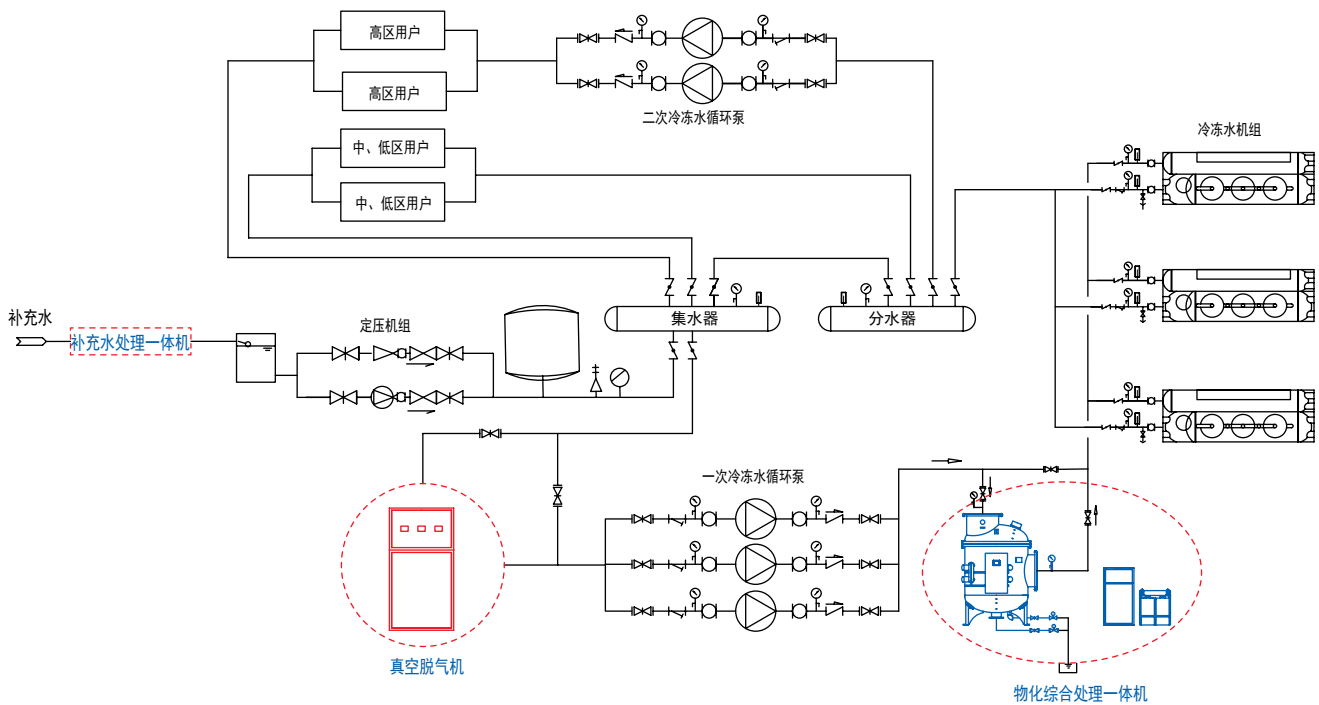 高区用户
高区用户
二次冷冻水循环泵
中、低区用户
中、低区用户
冷冻水机组
补充水
补充水处理一体机
定压机组
集水器
分水器
一次冷冻水循环泵
真空脱气机
物化综合处理一体机